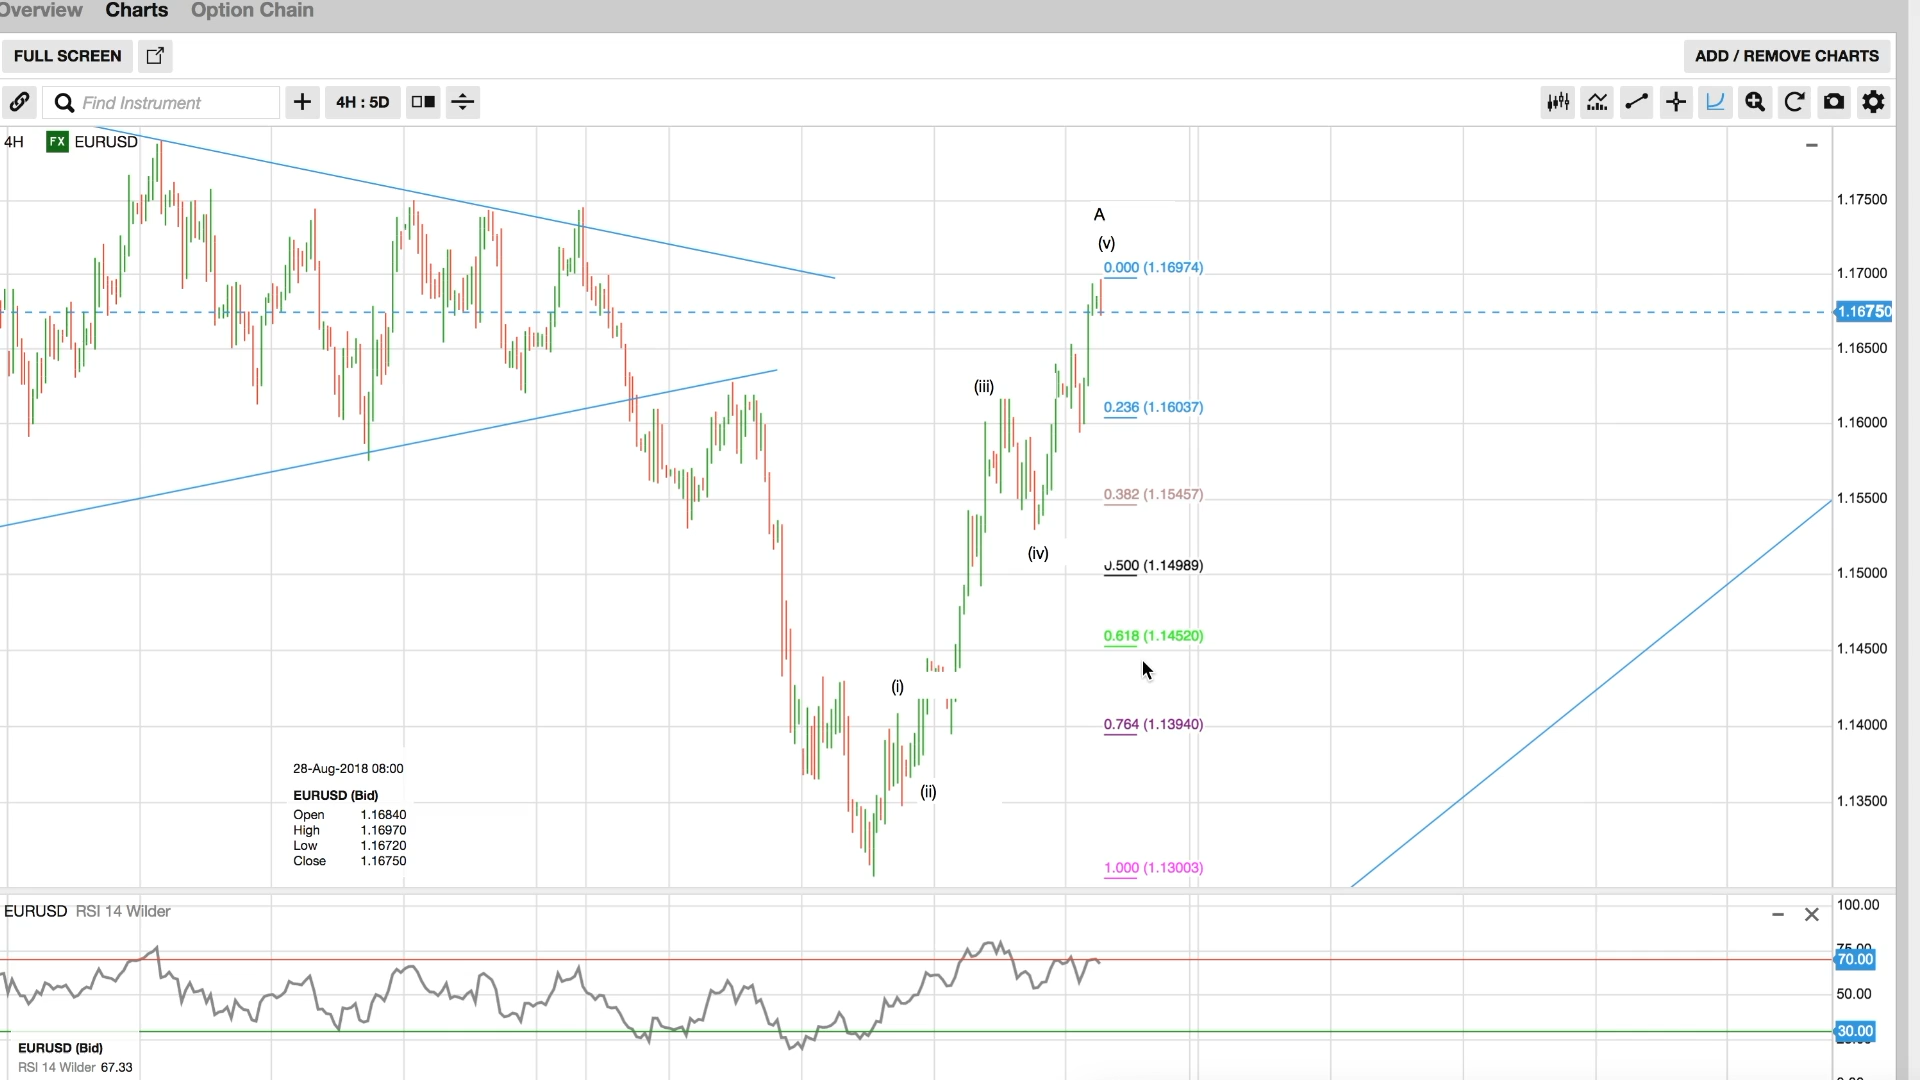 Overview Charts Option Chain
FULL SCREEN ADD / REMOVE CHARTS
Find Instrument 4H : 5D
4H FX EURUSD
1.17500
A
(v)
0.000 (1.16974)
1.17000
1.16750
1.16500
(iii)
0.236 (1.16037)
1.16000
0.382 (1.15457)
1.15500
(iv)
0.500 (1.14989)
1.15000
0.618 (1.14520)
1.14500
(i)
0.764 (1.13940)
1.14000
28-Aug-2018 08:00
EURUSD (Bid)
(ii)
1.13500
Open 1.16840
High 1.16970
Low 1.16720
Close 1.16750
1.000 (1.13003)
EURUSD RSI 14 Wilder
100.00
75.00
70.00
50.00
30.00
EURUSD (Bid)
RSI 14 Wilder 67.33